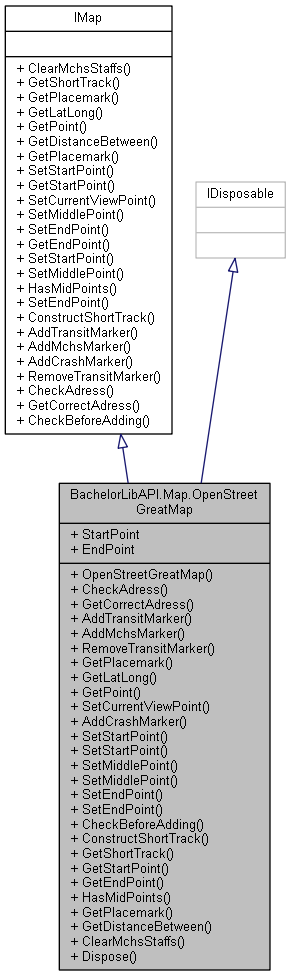 IMap
+ ClearMchsStaffs()
+ GetShortTrack()
+ GetPlacemark()
+ GetLatLong()
+ GetPoint()
+ GetDistanceBetween()
+ GetPlacemark()
+ SetStartPoint()
+ GetStartPoint()
+ SetCurrentViewPoint()
+ SetMiddlePoint()
+ SetEndPoint()
+ GetEndPoint()
+ SetStartPoint()
+ SetMiddlePoint()
+ HasMidPoints()
+ SetEndPoint()
+ ConstructShortTrack()
+ AddTransitMarker()
+ AddMchsMarker()
+ AddCrashMarker()
+ RemoveTransitMarker()
+ CheckAdress()
+ GetCorrectAdress()
+ CheckBeforeAdding()
IDisposable
BachelorLibAPI.Map.OpenStreet
GreatMap
+ StartPoint
+ EndPoint
+ OpenStreetGreatMap()
+ CheckAdress()
+ GetCorrectAdress()
+ AddTransitMarker()
+ AddMchsMarker()
+ RemoveTransitMarker()
+ GetPlacemark()
+ GetLatLong()
+ GetPoint()
+ SetCurrentViewPoint()
+ AddCrashMarker()
+ SetStartPoint()
+ SetStartPoint()
+ SetMiddlePoint()
+ SetMiddlePoint()
+ SetEndPoint()
+ SetEndPoint()
+ CheckBeforeAdding()
+ ConstructShortTrack()
+ GetShortTrack()
+ GetStartPoint()
+ GetEndPoint()
+ HasMidPoints()
+ GetPlacemark()
+ GetDistanceBetween()
+ ClearMchsStaffs()
+ Dispose()